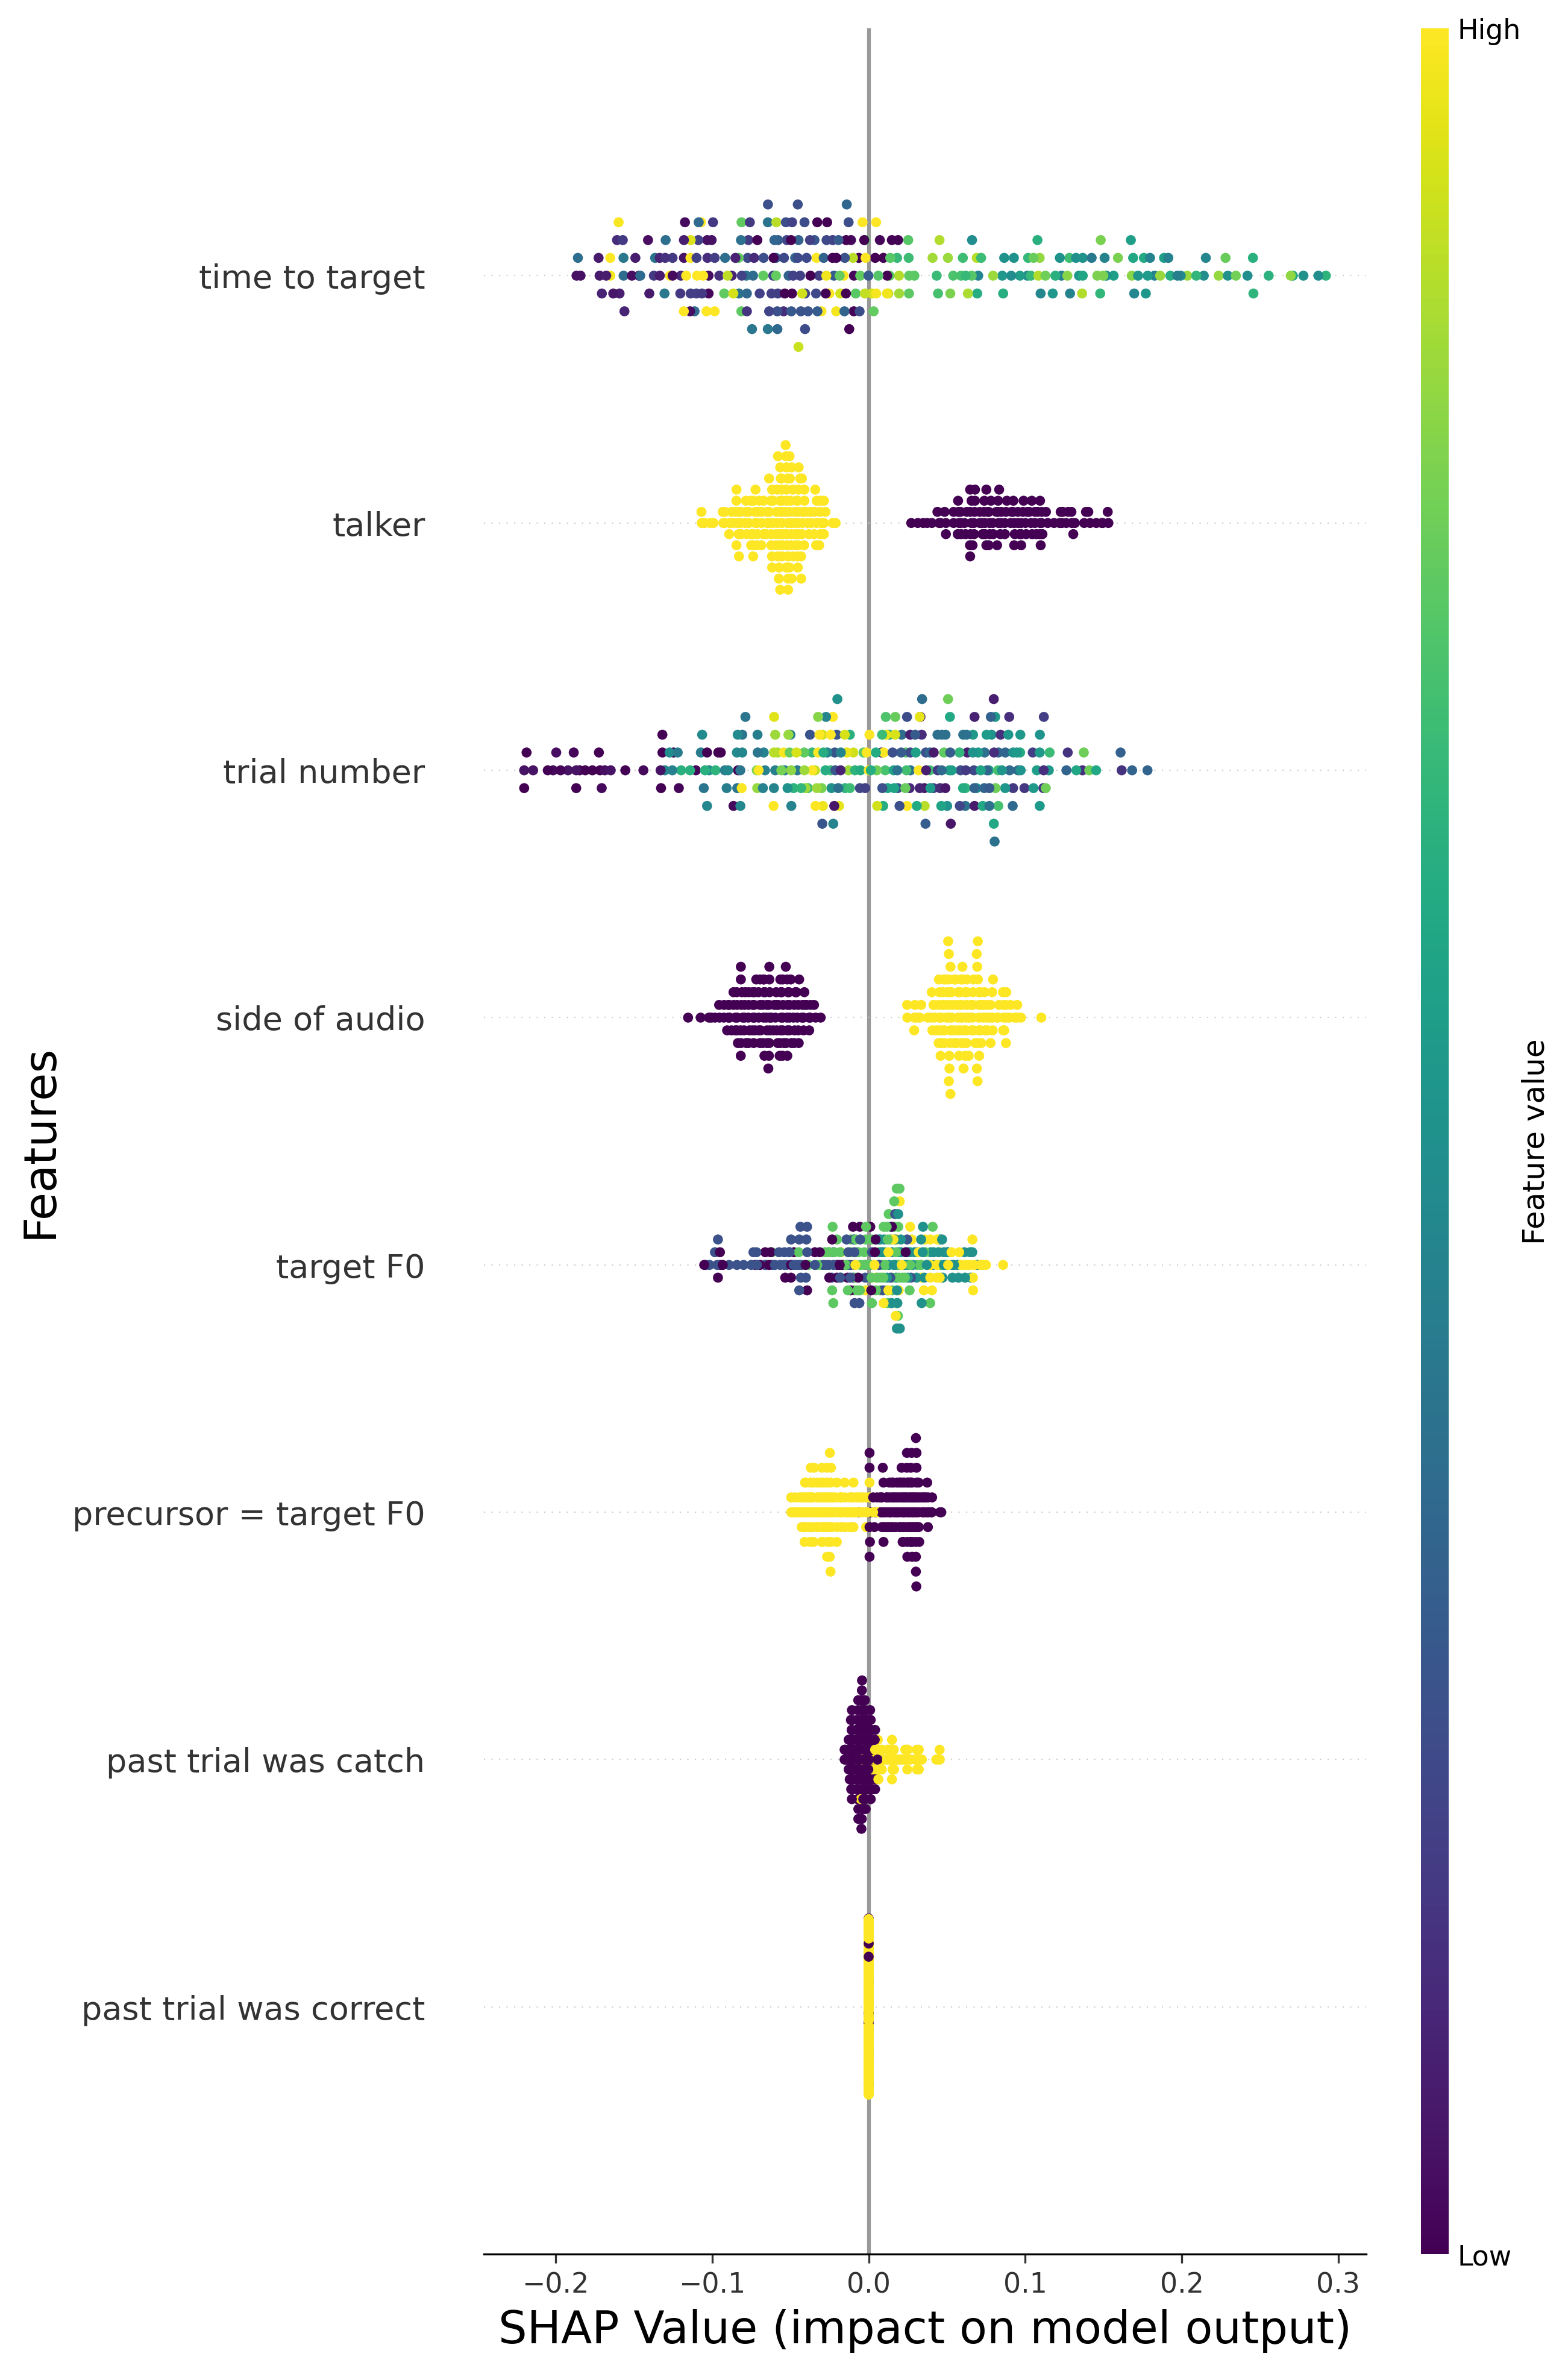 High
time to target
talker
trial number
side of audio
target F0
precursor = target F0
past trial was catch
past trial was correct
Features
Feature value
Low
−0.2 −0.1 0.0 0.1 0.2 0.3
SHAP Value (impact on model output)